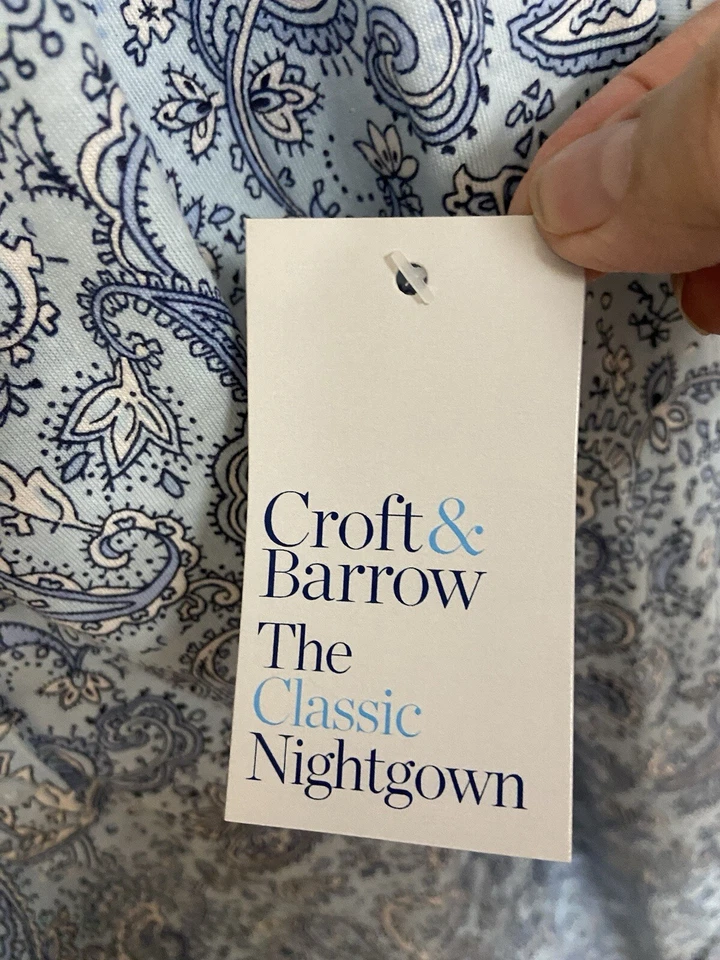 Croft &
Barrow
The
Classic
Nightgown